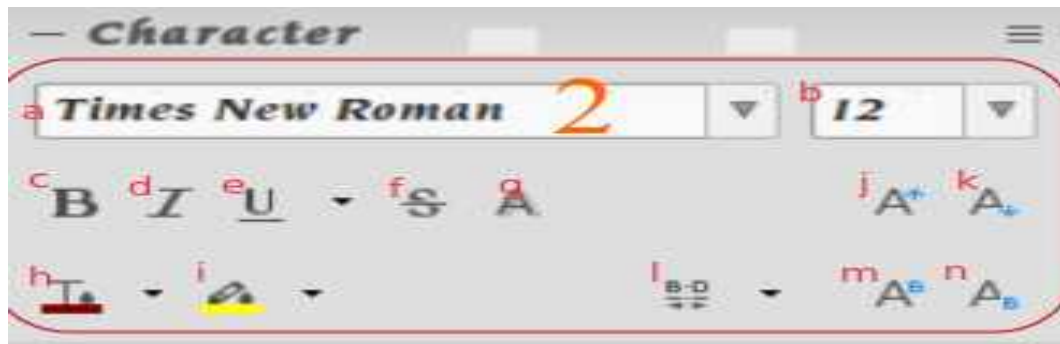 Character
a Times New Roman 2 b 12
c B d I e U f S g A j A k A
h T i l B-D m A B n A B